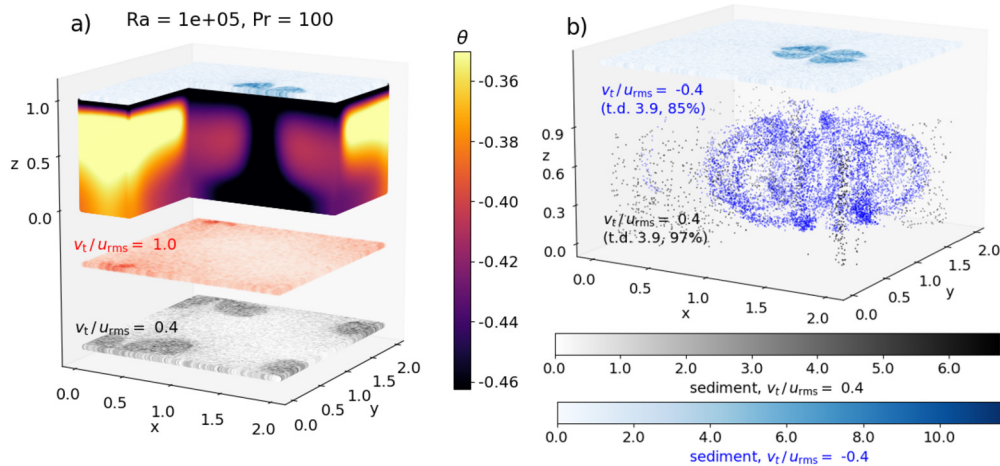 a)
Ra = 1e+05, Pr = 100
θ
1.0
z 0.5
0.0
v_t / u_rms = 1.0
v_t / u_rms = 0.4
0.0 0.5 1.0 1.5 2.0
x
0.0 0.5 1.0 1.5 2.0
y
-0.36
-0.38
-0.40
-0.42
-0.44
-0.46
b)
v_t / u_rms = -0.4
(t.d. 3.9, 85%)
0.9
z 0.6
0.3
0.0
v_t / u_rms = 0.4
(t.d. 3.9, 97%)
0.0 0.5 1.0 1.5 2.0
x
0.0 0.5 1.0 1.5 2.0
y
0.0 1.0 2.0 3.0 4.0 5.0 6.0
sediment, v_t / u_rms = 0.4
0.0 2.0 4.0 6.0 8.0 10.0
sediment, v_t / u_rms = -0.4